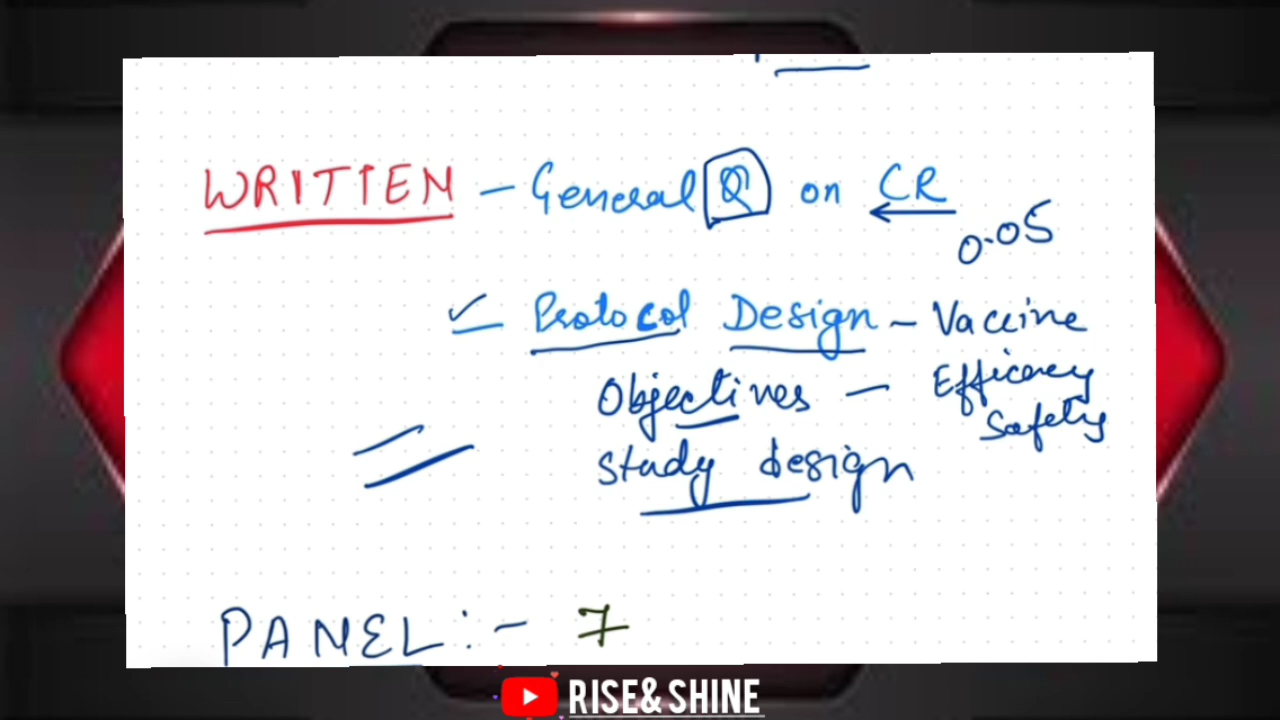 WRITTEN - General Q on CR
0.05
Protocol Design - Vaccine
Objectives - Efficacy
Safety
Study design
PANEL :- 7
RISE& SHINE